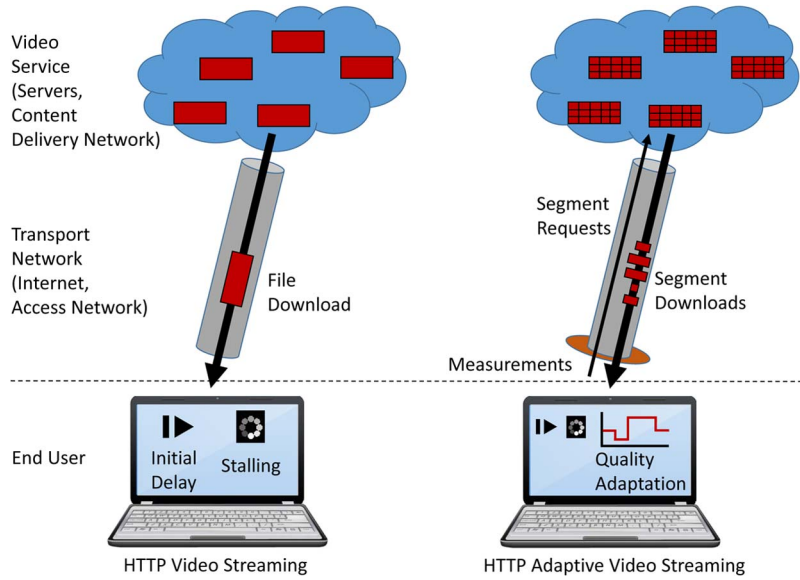 Video
Service
(Servers,
Content
Delivery Network)
Transport
Network
(Internet,
Access Network)
File
Download
Segment
Requests
Segment
Downloads
Measurements
End User
Initial
Delay
Stalling
Quality
Adaptation
HTTP Video Streaming
HTTP Adaptive Video Streaming